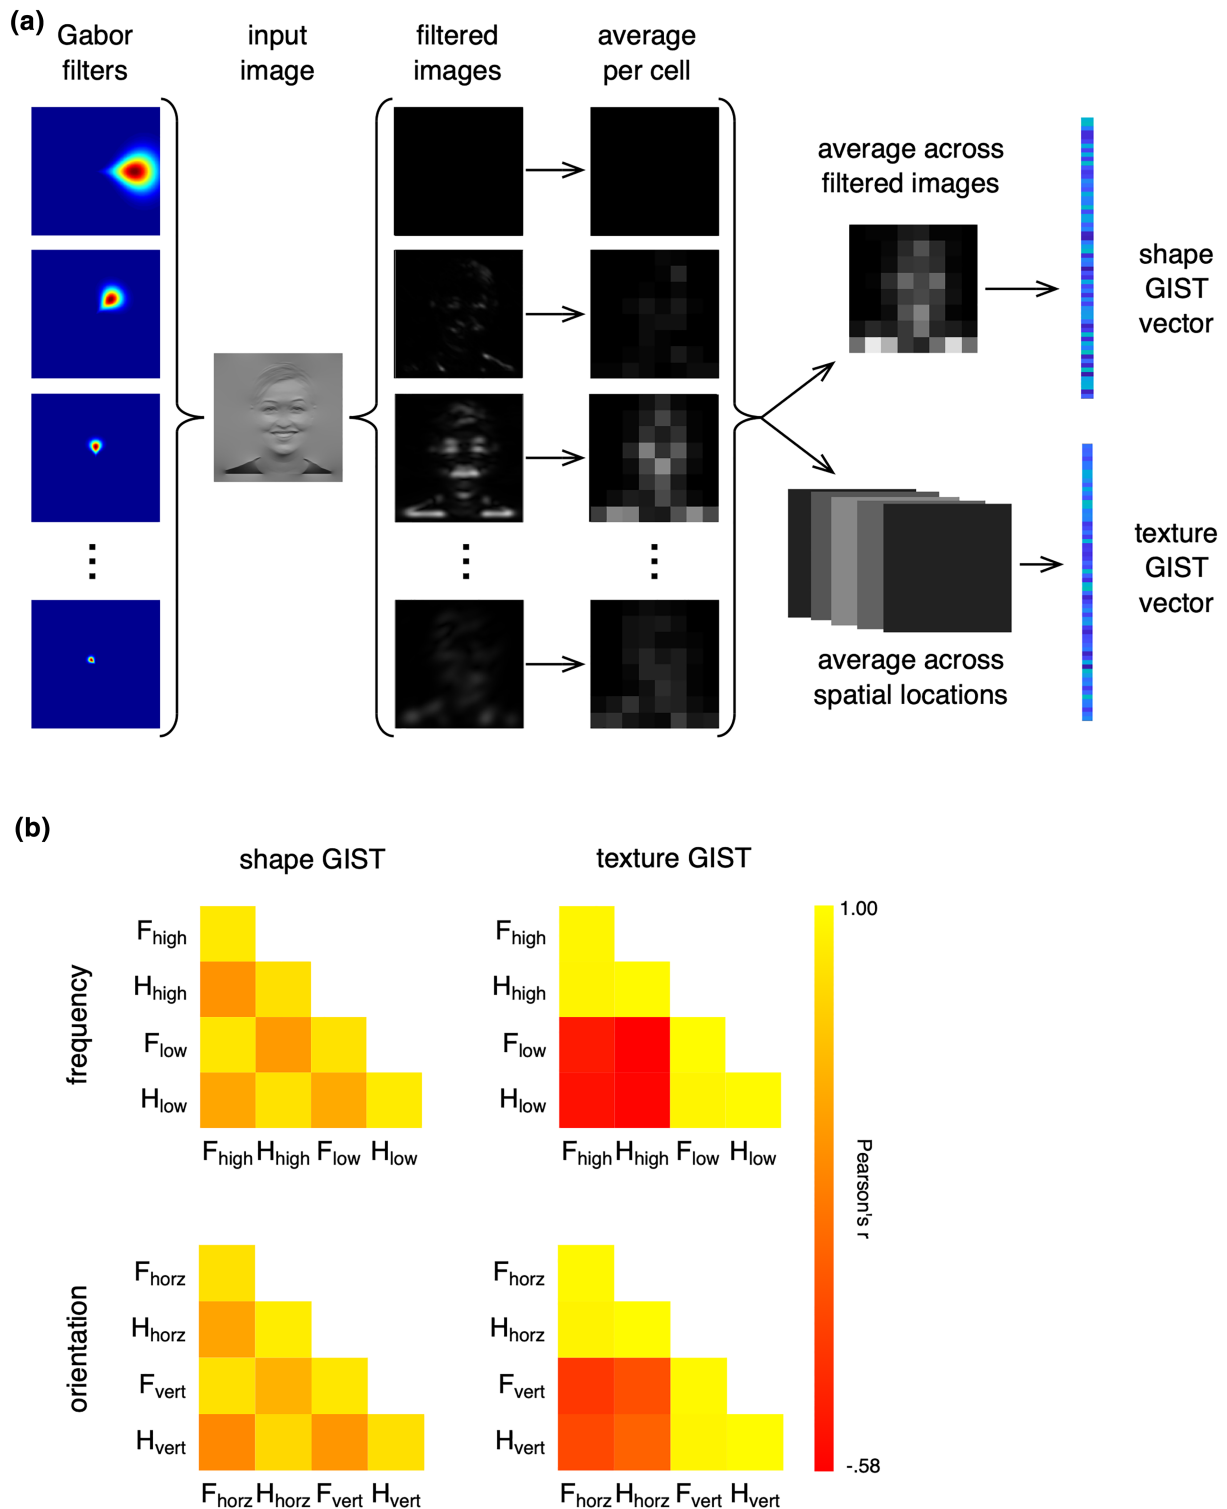 (a)
Gabor
filters
input
image
filtered
images
average
per cell
average across
filtered images
shape
GIST
vector
texture
GIST
vector
average across
spatial locations
(b)
shape GIST
texture GIST
frequency
Fhigh
Hhigh
Flow
Hlow
Fhigh Hhigh Flow Hlow
Fhigh
Hhigh
Flow
Hlow
Fhigh Hhigh Flow Hlow
1.00
Pearson's r
-.58
orientation
Fhorz
Hhorz
Fvert
Hvert
Fhorz Hhorz Fvert Hvert
Fhorz
Hhorz
Fvert
Hvert
Fhorz Hhorz Fvert Hvert